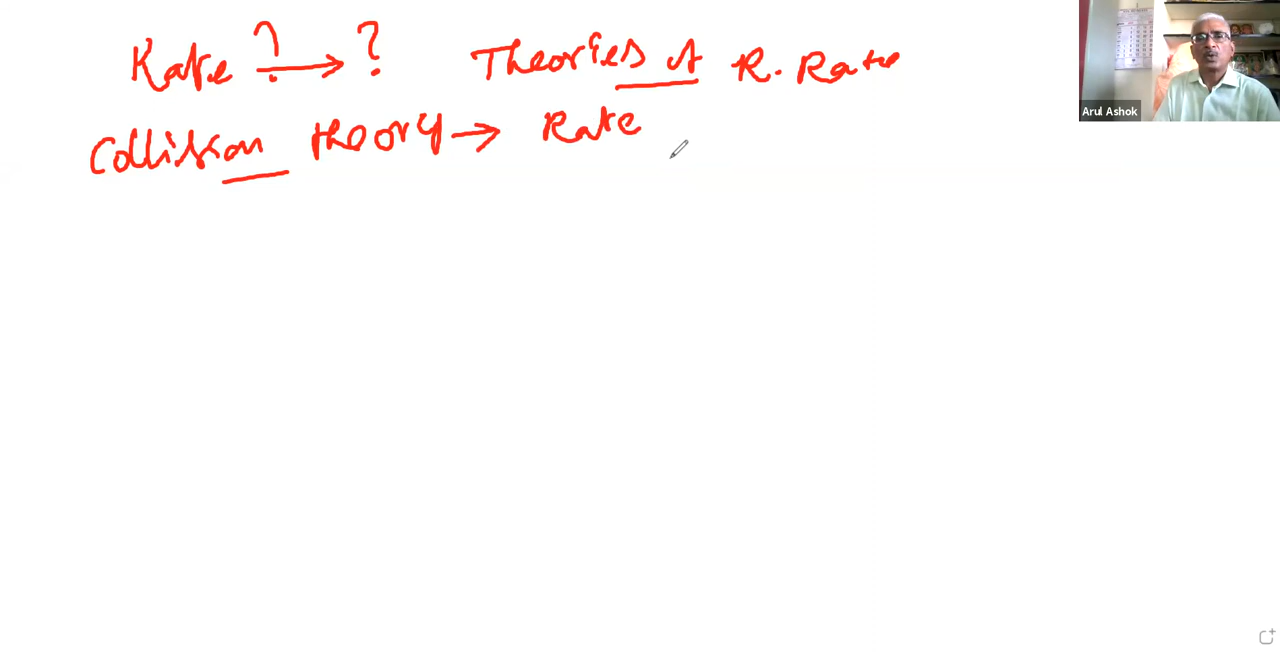 Rate ? → ? Theories of R. Rate
Collision theory → Rate
Arul Ashok